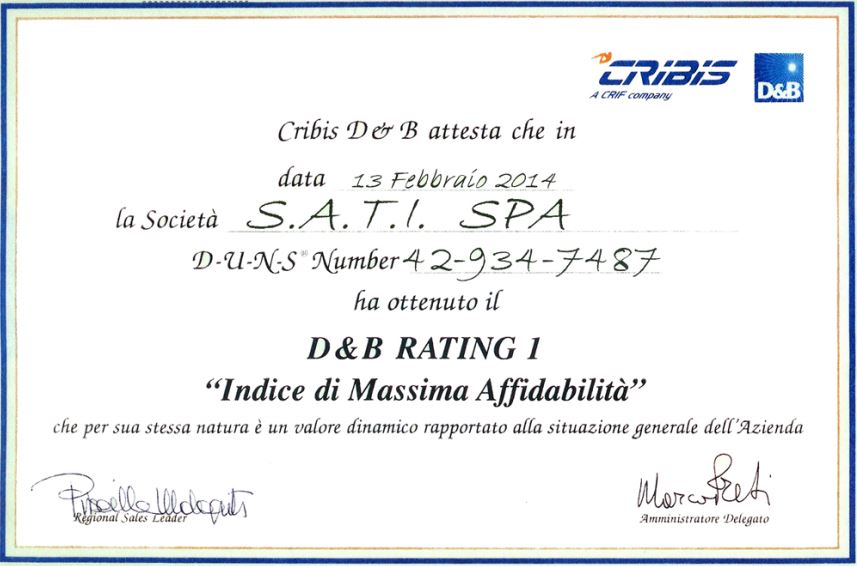 CRIBIS
A CRIF company
D&B
Cribis D & B attesta che in
data 13 Febbraio 2014
la Società S.A.T.I. SPA
D-U-N-S® Number 42-934-7487
ha ottenuto il
D&B RATING 1
“Indice di Massima Affidabilità”
che per sua stessa natura è un valore dinamico rapportato alla situazione generale dell'Azienda
Marco Preti
Regional Sales Leader
Amministratore Delegato